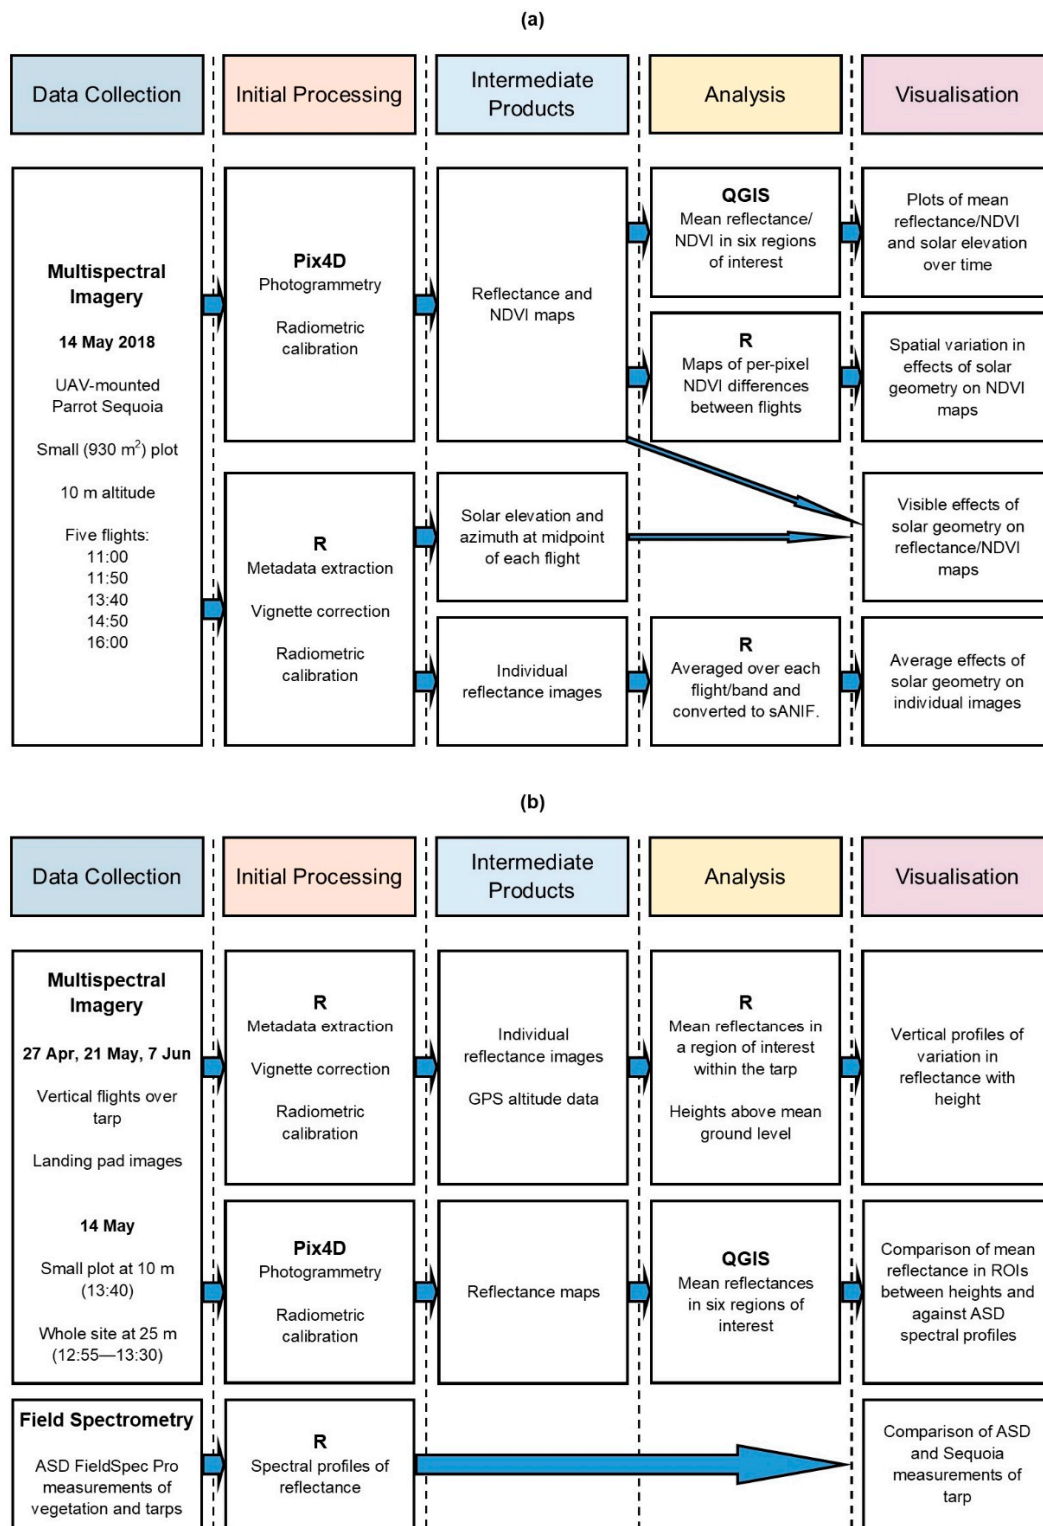 (a)
Data Collection
Initial Processing
Intermediate
Products
Analysis
Visualisation
Multispectral
Imagery
14 May 2018
UAV-mounted
Parrot Sequoia
Small (930 m²) plot
10 m altitude
Five flights:
11:00
11:50
13:40
14:50
16:00
Pix4D
Photogrammetry
Radiometric
calibration
Reflectance and
NDVI maps
QGIS
Mean reflectance/
NDVI in six regions
of interest
Plots of mean
reflectance/NDVI
and solar elevation
over time
R
Maps of per-pixel
NDVI differences
between flights
Spatial variation in
effects of solar
geometry on NDVI
maps
R
Metadata extraction
Vignette correction
Radiometric
calibration
Solar elevation and
azimuth at midpoint
of each flight
Visible effects of
solar geometry on
reflectance/NDVI
maps
Individual
reflectance images
R
Averaged over each
flight/band and
converted to sANIF.
Average effects of
solar geometry on
individual images
(b)
Data Collection
Initial Processing
Intermediate
Products
Analysis
Visualisation
Multispectral
Imagery
27 Apr, 21 May, 7 Jun
Vertical flights over
tarp
Landing pad images
14 May
Small plot at 10 m
(13:40)
Whole site at 25 m
(12:55—13:30)
R
Metadata extraction
Vignette correction
Radiometric
calibration
Individual
reflectance images
GPS altitude data
R
Mean reflectances in
a region of interest
within the tarp
Heights above mean
ground level
Vertical profiles of
variation in
reflectance with
height
Pix4D
Photogrammetry
Radiometric
calibration
Reflectance maps
QGIS
Mean reflectances
in six regions of
interest
Comparison of mean
reflectance in ROIs
between heights and
against ASD
spectral profiles
Field Spectrometry
ASD FieldSpec Pro
measurements of
vegetation and tarps
R
Spectral profiles of
reflectance
Comparison of ASD
and Sequoia
measurements of
tarp